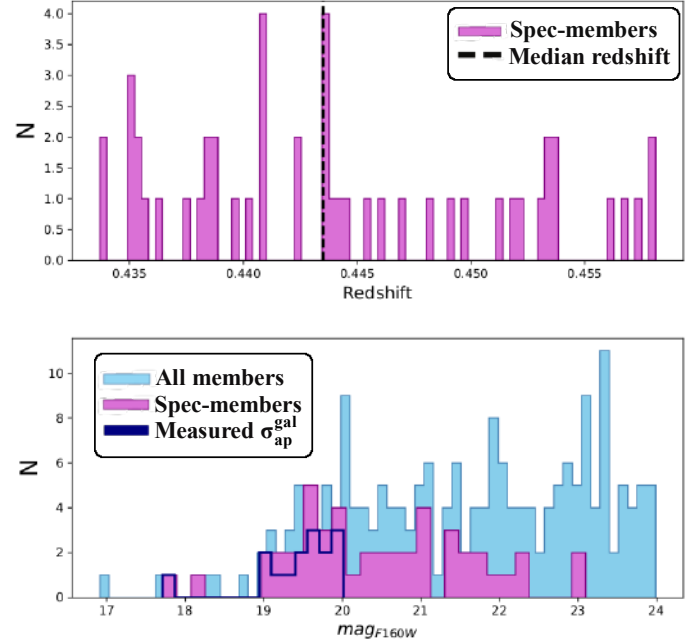 4.0
3.5
3.0
2.5
2.0
1.5
1.0
0.5
0.0
N
Spec-members
Median redshift
0.435 0.440 0.445 0.450 0.455
Redshift
10
8
6
4
2
0
N
All members
Spec-members
Measured σ_ap^gal
17 18 19 20 21 22 23 24
mag_F160W